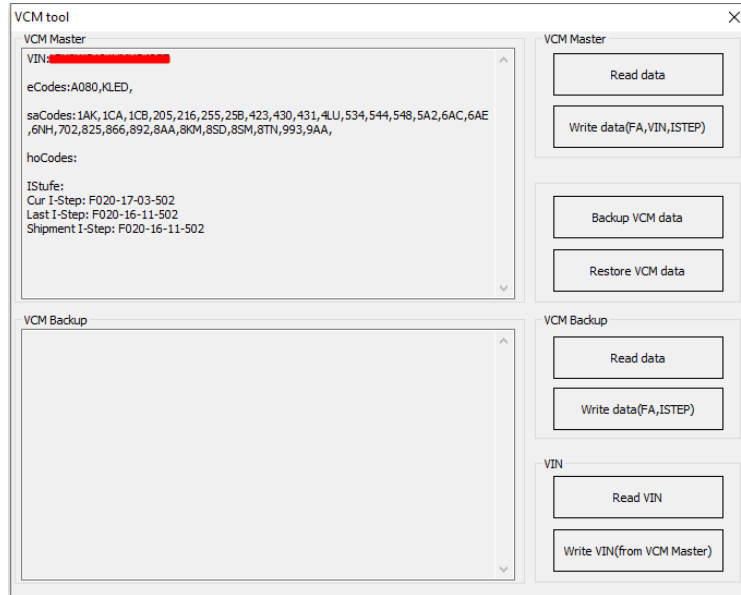 VCM tool
VCM Master
VIN:
eCodes:A080,KLED,
saCodes:1AK,1CA,1CB,205,216,255,25B,423,430,431,4LU,534,544,548,5A2,6AC,6AE
,6NH,702,825,866,892,8AA,8KM,8SD,8SM,8TN,993,9AA,
hoCodes:
IStufe:
Cur I-Step: F020-17-03-502
Last I-Step: F020-16-11-502
Shipment I-Step: F020-16-11-502
VCM Master
Read data
Write data(FA,VIN,ISTEP)
Backup VCM data
Restore VCM data
VCM Backup
VCM Backup
Read data
Write data(FA,ISTEP)
VIN
Read VIN
Write VIN(from VCM Master)